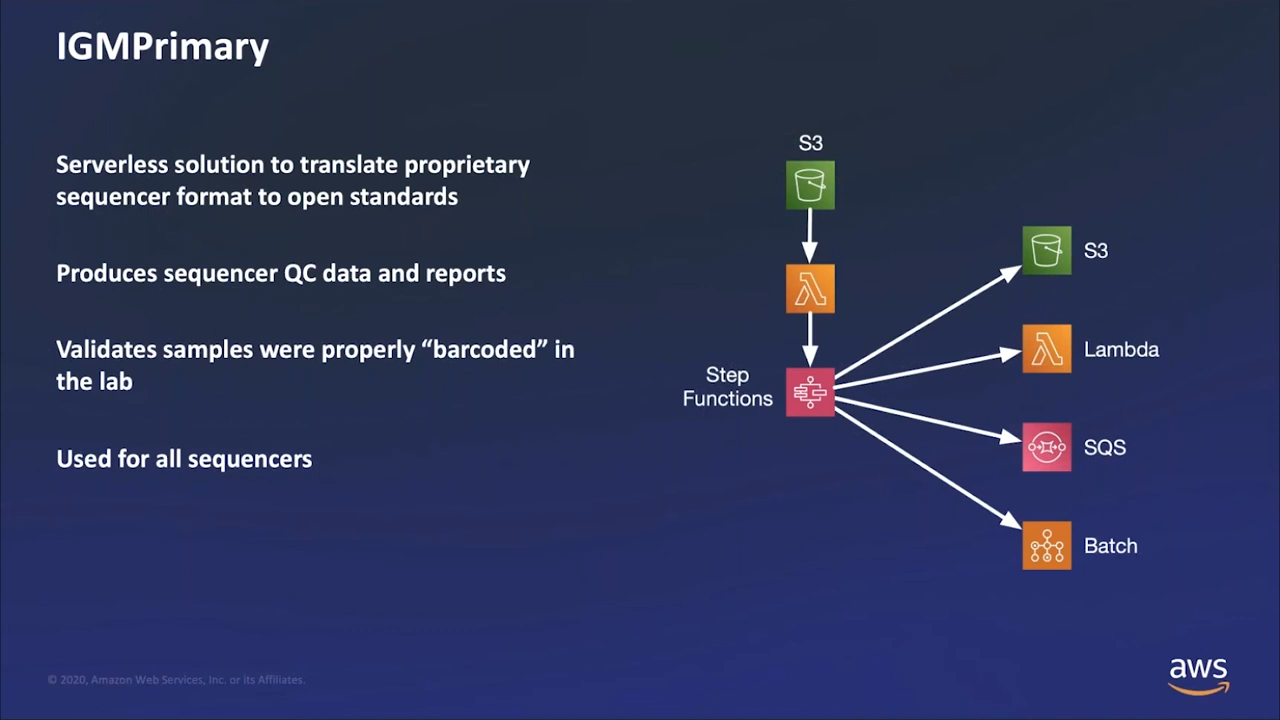 IGMPrimary
Serverless solution to translate proprietary
sequencer format to open standards
Produces sequencer QC data and reports
Validates samples were properly “barcoded” in
the lab
Used for all sequencers
S3
Step
Functions
S3
Lambda
SQS
Batch
© 2020, Amazon Web Services, Inc. or its Affiliates.
aws